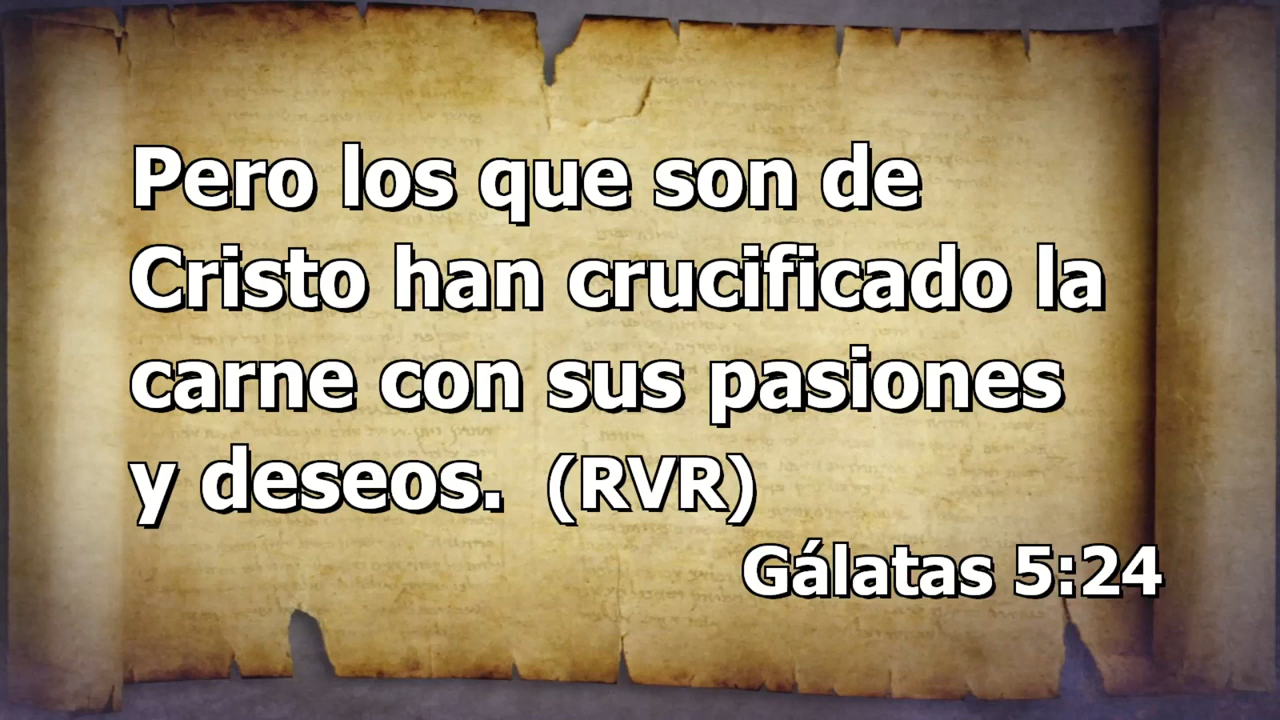 Pero los que son de
Cristo han crucificado la
carne con sus pasiones
y deseos.  (RVR)
Gálatas 5:24